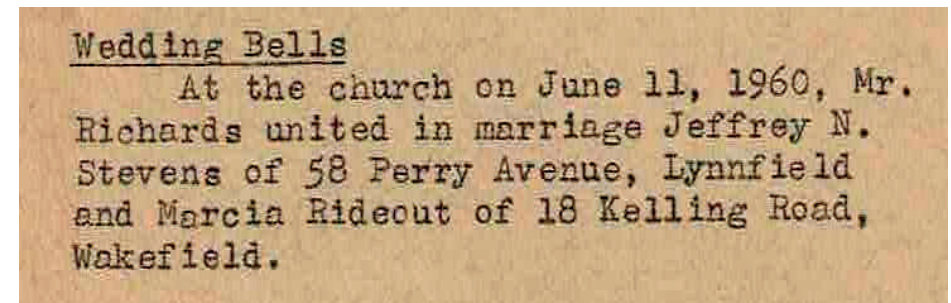 Wedding Bells
At the church on June 11, 1960, Mr.
Richards united in marriage Jeffrey N.
Stevens of 58 Perry Avenue, Lynnfield
and Marcia Rideout of 18 Kelling Road,
Wakefield.